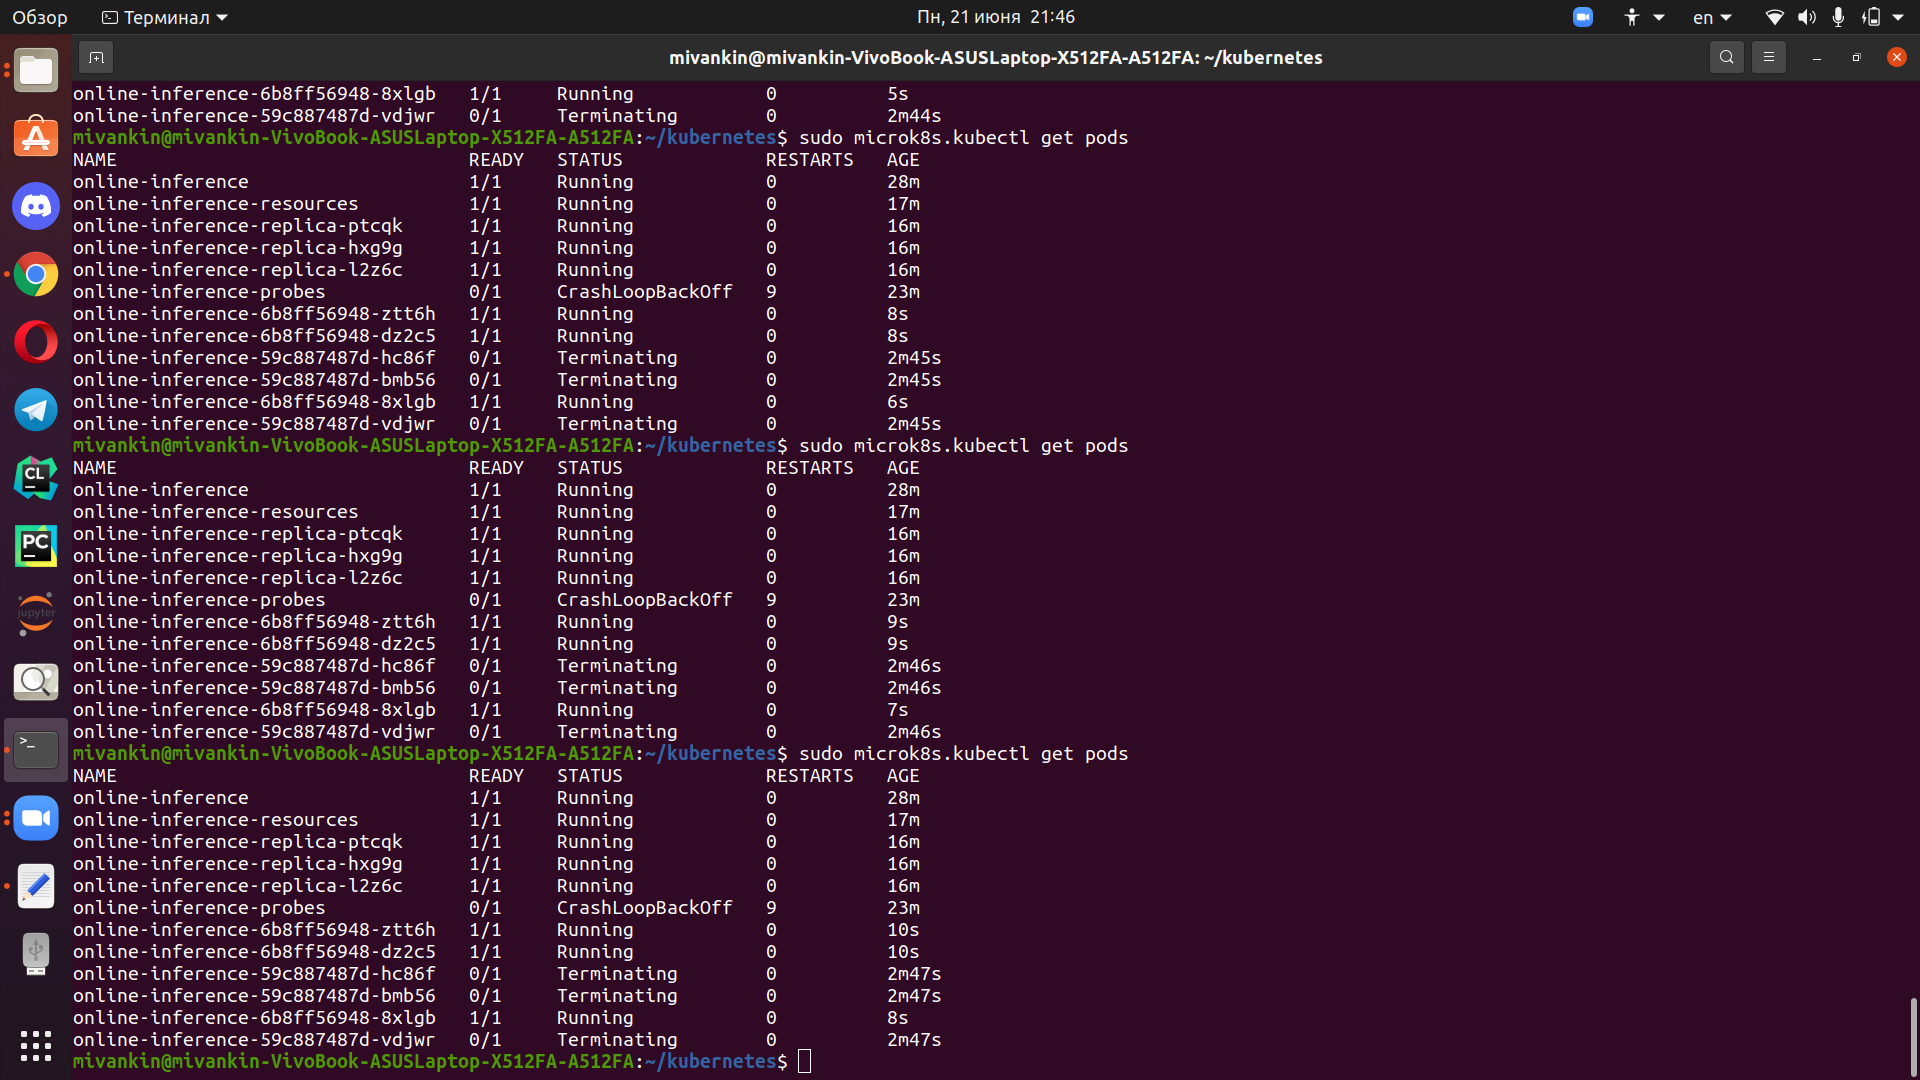 Обзор Терминал Пн, 21 июня 21:46 en
mivankin@mivankin-VivoBook-ASUSLaptop-X512FA-A512FA: ~/kubernetes
online-inference-6b8ff56948-8xlgb 1/1 Running 0 5s
online-inference-59c887487d-vdjwr 0/1 Terminating 0 2m44s
mivankin@mivankin-VivoBook-ASUSLaptop-X512FA-A512FA:~/kubernetes$ sudo microk8s.kubectl get pods
NAME READY STATUS RESTARTS AGE
online-inference 1/1 Running 0 28m
online-inference-resources 1/1 Running 0 17m
online-inference-replica-ptcqk 1/1 Running 0 16m
online-inference-replica-hxg9g 1/1 Running 0 16m
online-inference-replica-l2z6c 1/1 Running 0 16m
online-inference-probes 0/1 CrashLoopBackOff 9 23m
online-inference-6b8ff56948-ztt6h 1/1 Running 0 8s
online-inference-6b8ff56948-dz2c5 1/1 Running 0 8s
online-inference-59c887487d-hc86f 0/1 Terminating 0 2m45s
online-inference-59c887487d-bmb56 0/1 Terminating 0 2m45s
online-inference-6b8ff56948-8xlgb 1/1 Running 0 6s
online-inference-59c887487d-vdjwr 0/1 Terminating 0 2m45s
mivankin@mivankin-VivoBook-ASUSLaptop-X512FA-A512FA:~/kubernetes$ sudo microk8s.kubectl get pods
NAME READY STATUS RESTARTS AGE
online-inference 1/1 Running 0 28m
online-inference-resources 1/1 Running 0 17m
online-inference-replica-ptcqk 1/1 Running 0 16m
online-inference-replica-hxg9g 1/1 Running 0 16m
online-inference-replica-l2z6c 1/1 Running 0 16m
online-inference-probes 0/1 CrashLoopBackOff 9 23m
online-inference-6b8ff56948-ztt6h 1/1 Running 0 9s
online-inference-6b8ff56948-dz2c5 1/1 Running 0 9s
online-inference-59c887487d-hc86f 0/1 Terminating 0 2m46s
online-inference-59c887487d-bmb56 0/1 Terminating 0 2m46s
online-inference-6b8ff56948-8xlgb 1/1 Running 0 7s
online-inference-59c887487d-vdjwr 0/1 Terminating 0 2m46s
mivankin@mivankin-VivoBook-ASUSLaptop-X512FA-A512FA:~/kubernetes$ sudo microk8s.kubectl get pods
NAME READY STATUS RESTARTS AGE
online-inference 1/1 Running 0 28m
online-inference-resources 1/1 Running 0 17m
online-inference-replica-ptcqk 1/1 Running 0 16m
online-inference-replica-hxg9g 1/1 Running 0 16m
online-inference-replica-l2z6c 1/1 Running 0 16m
online-inference-probes 0/1 CrashLoopBackOff 9 23m
online-inference-6b8ff56948-ztt6h 1/1 Running 0 10s
online-inference-6b8ff56948-dz2c5 1/1 Running 0 10s
online-inference-59c887487d-hc86f 0/1 Terminating 0 2m47s
online-inference-59c887487d-bmb56 0/1 Terminating 0 2m47s
online-inference-6b8ff56948-8xlgb 1/1 Running 0 8s
online-inference-59c887487d-vdjwr 0/1 Terminating 0 2m47s
mivankin@mivankin-VivoBook-ASUSLaptop-X512FA-A512FA:~/kubernetes$
CL
PC
jupyter